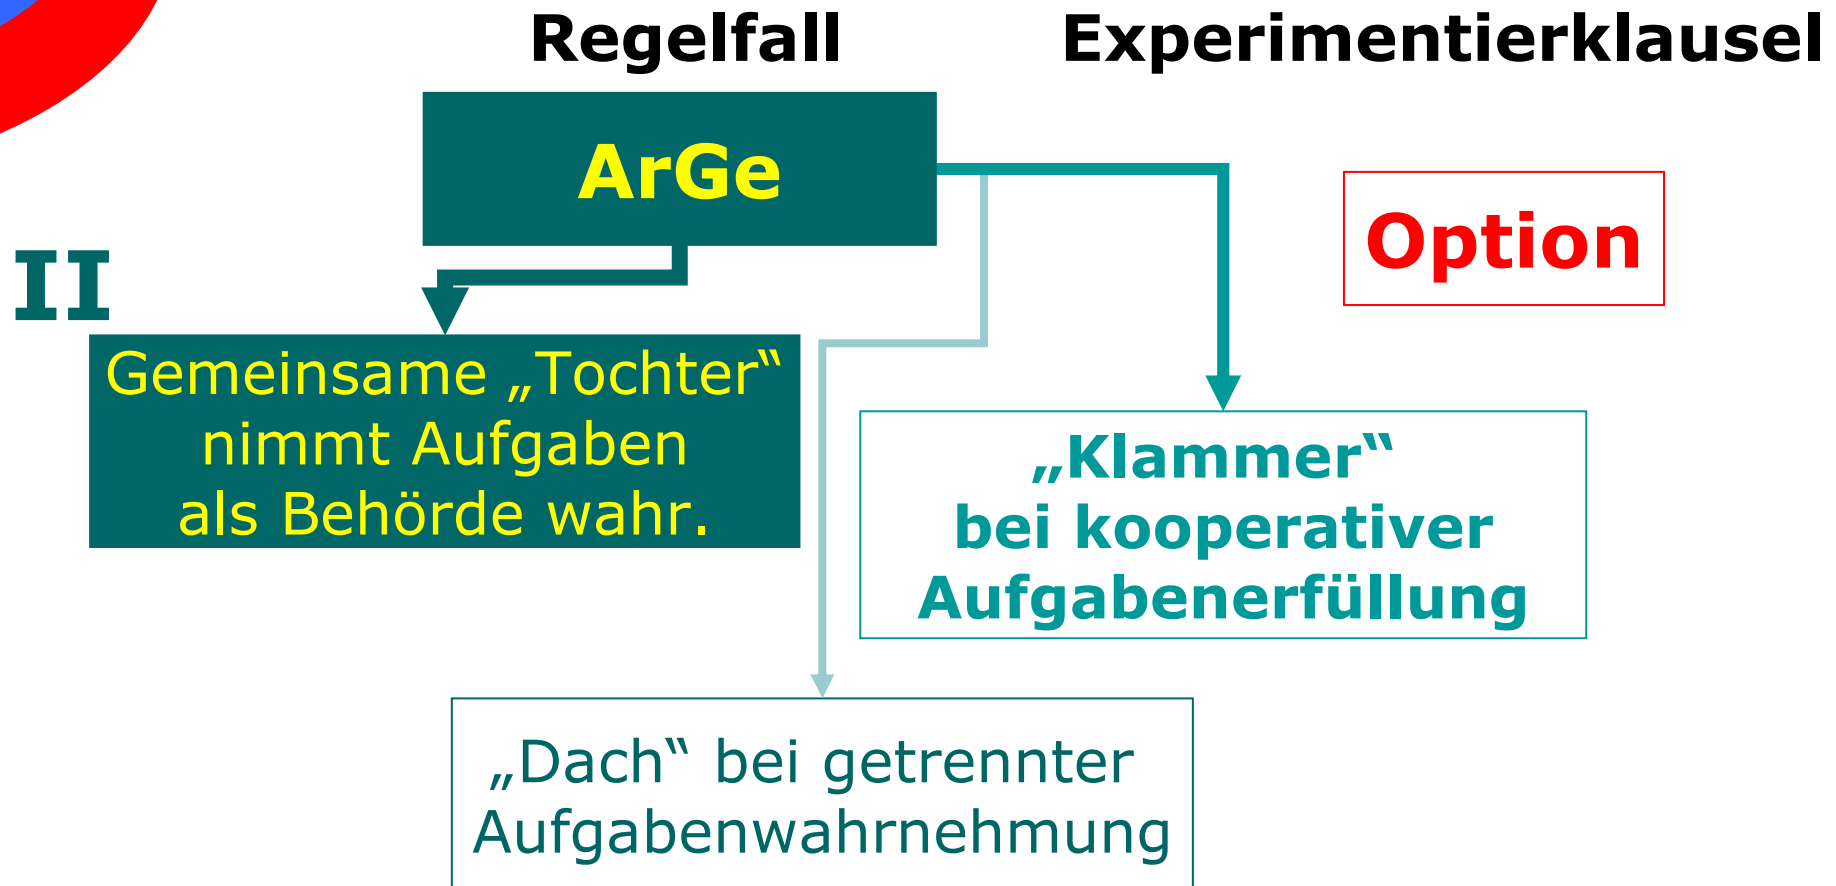 Regelfall
Experimentierklausel
ArGe
Option
II
Gemeinsame „Tochter“
nimmt Aufgaben
als Behörde wahr.
„Klammer“
bei kooperativer
Aufgabenerfüllung
„Dach“ bei getrennter
Aufgabenwahrnehmung